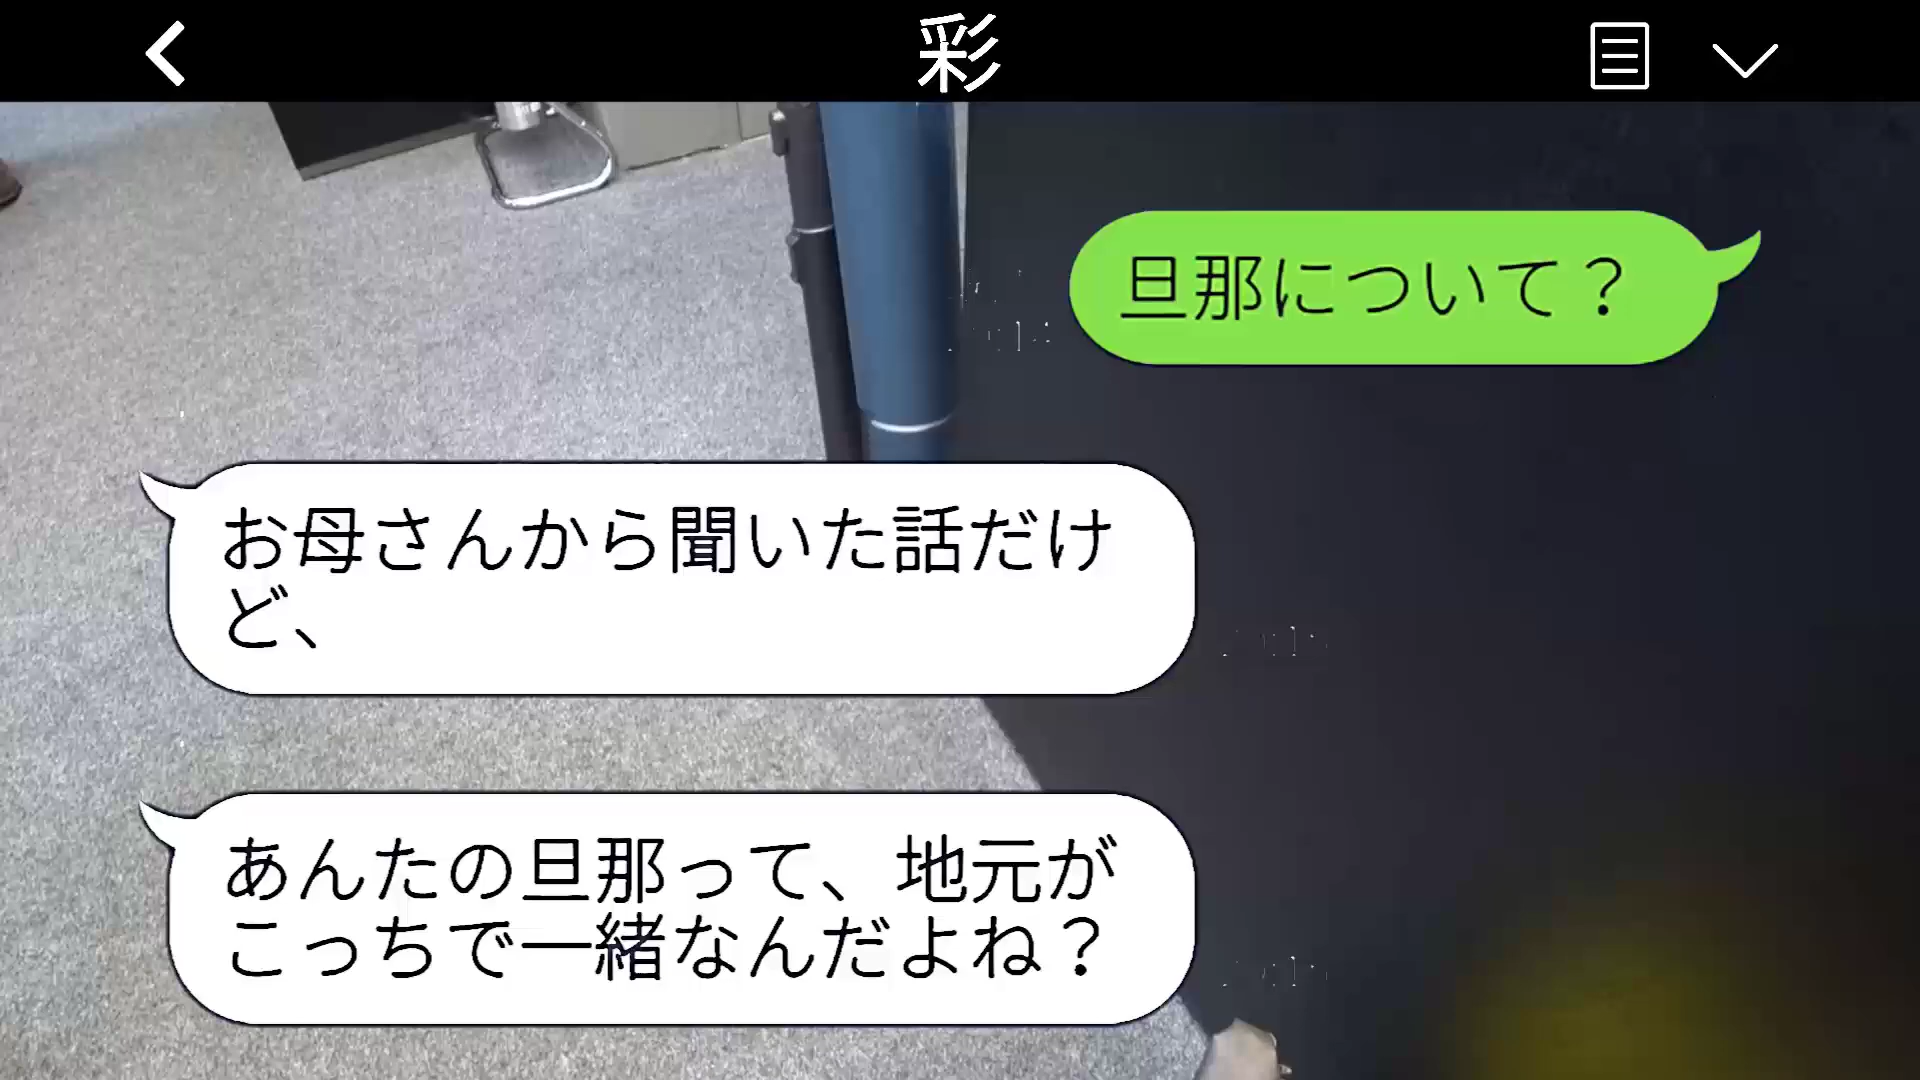 彩
旦那について？
お母さんから聞いた話だけ
ど、
あんたの旦那って、地元が
こっちで一緒なんだよね？